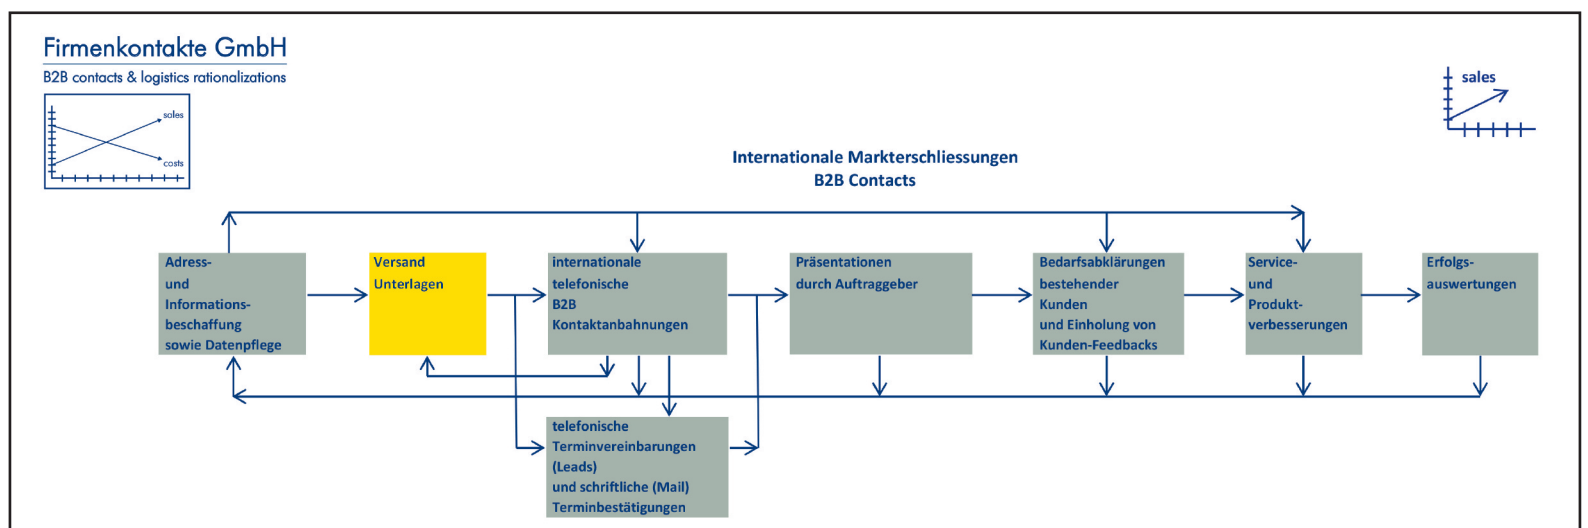 Firmenkontakte GmbH
B2B contacts & logistics rationalizations
sales
costs
sales
Internationale Markterschliessungen
B2B Contacts
Adress-
und
Informations-
beschaffung
sowie Datenpflege
Versand
Unterlagen
internationale
telefonische
B2B
Kontaktanbahnungen
Präsentationen
durch Auftraggeber
Bedarfsabklärungen
bestehender
Kunden
und Einholung von
Kunden-Feedbacks
Service-
und
Produkt-
verbesserungen
Erfolgs-
auswertungen
telefonische
Terminvereinbarungen
(Leads)
und schriftliche (Mail)
Terminbestätigungen